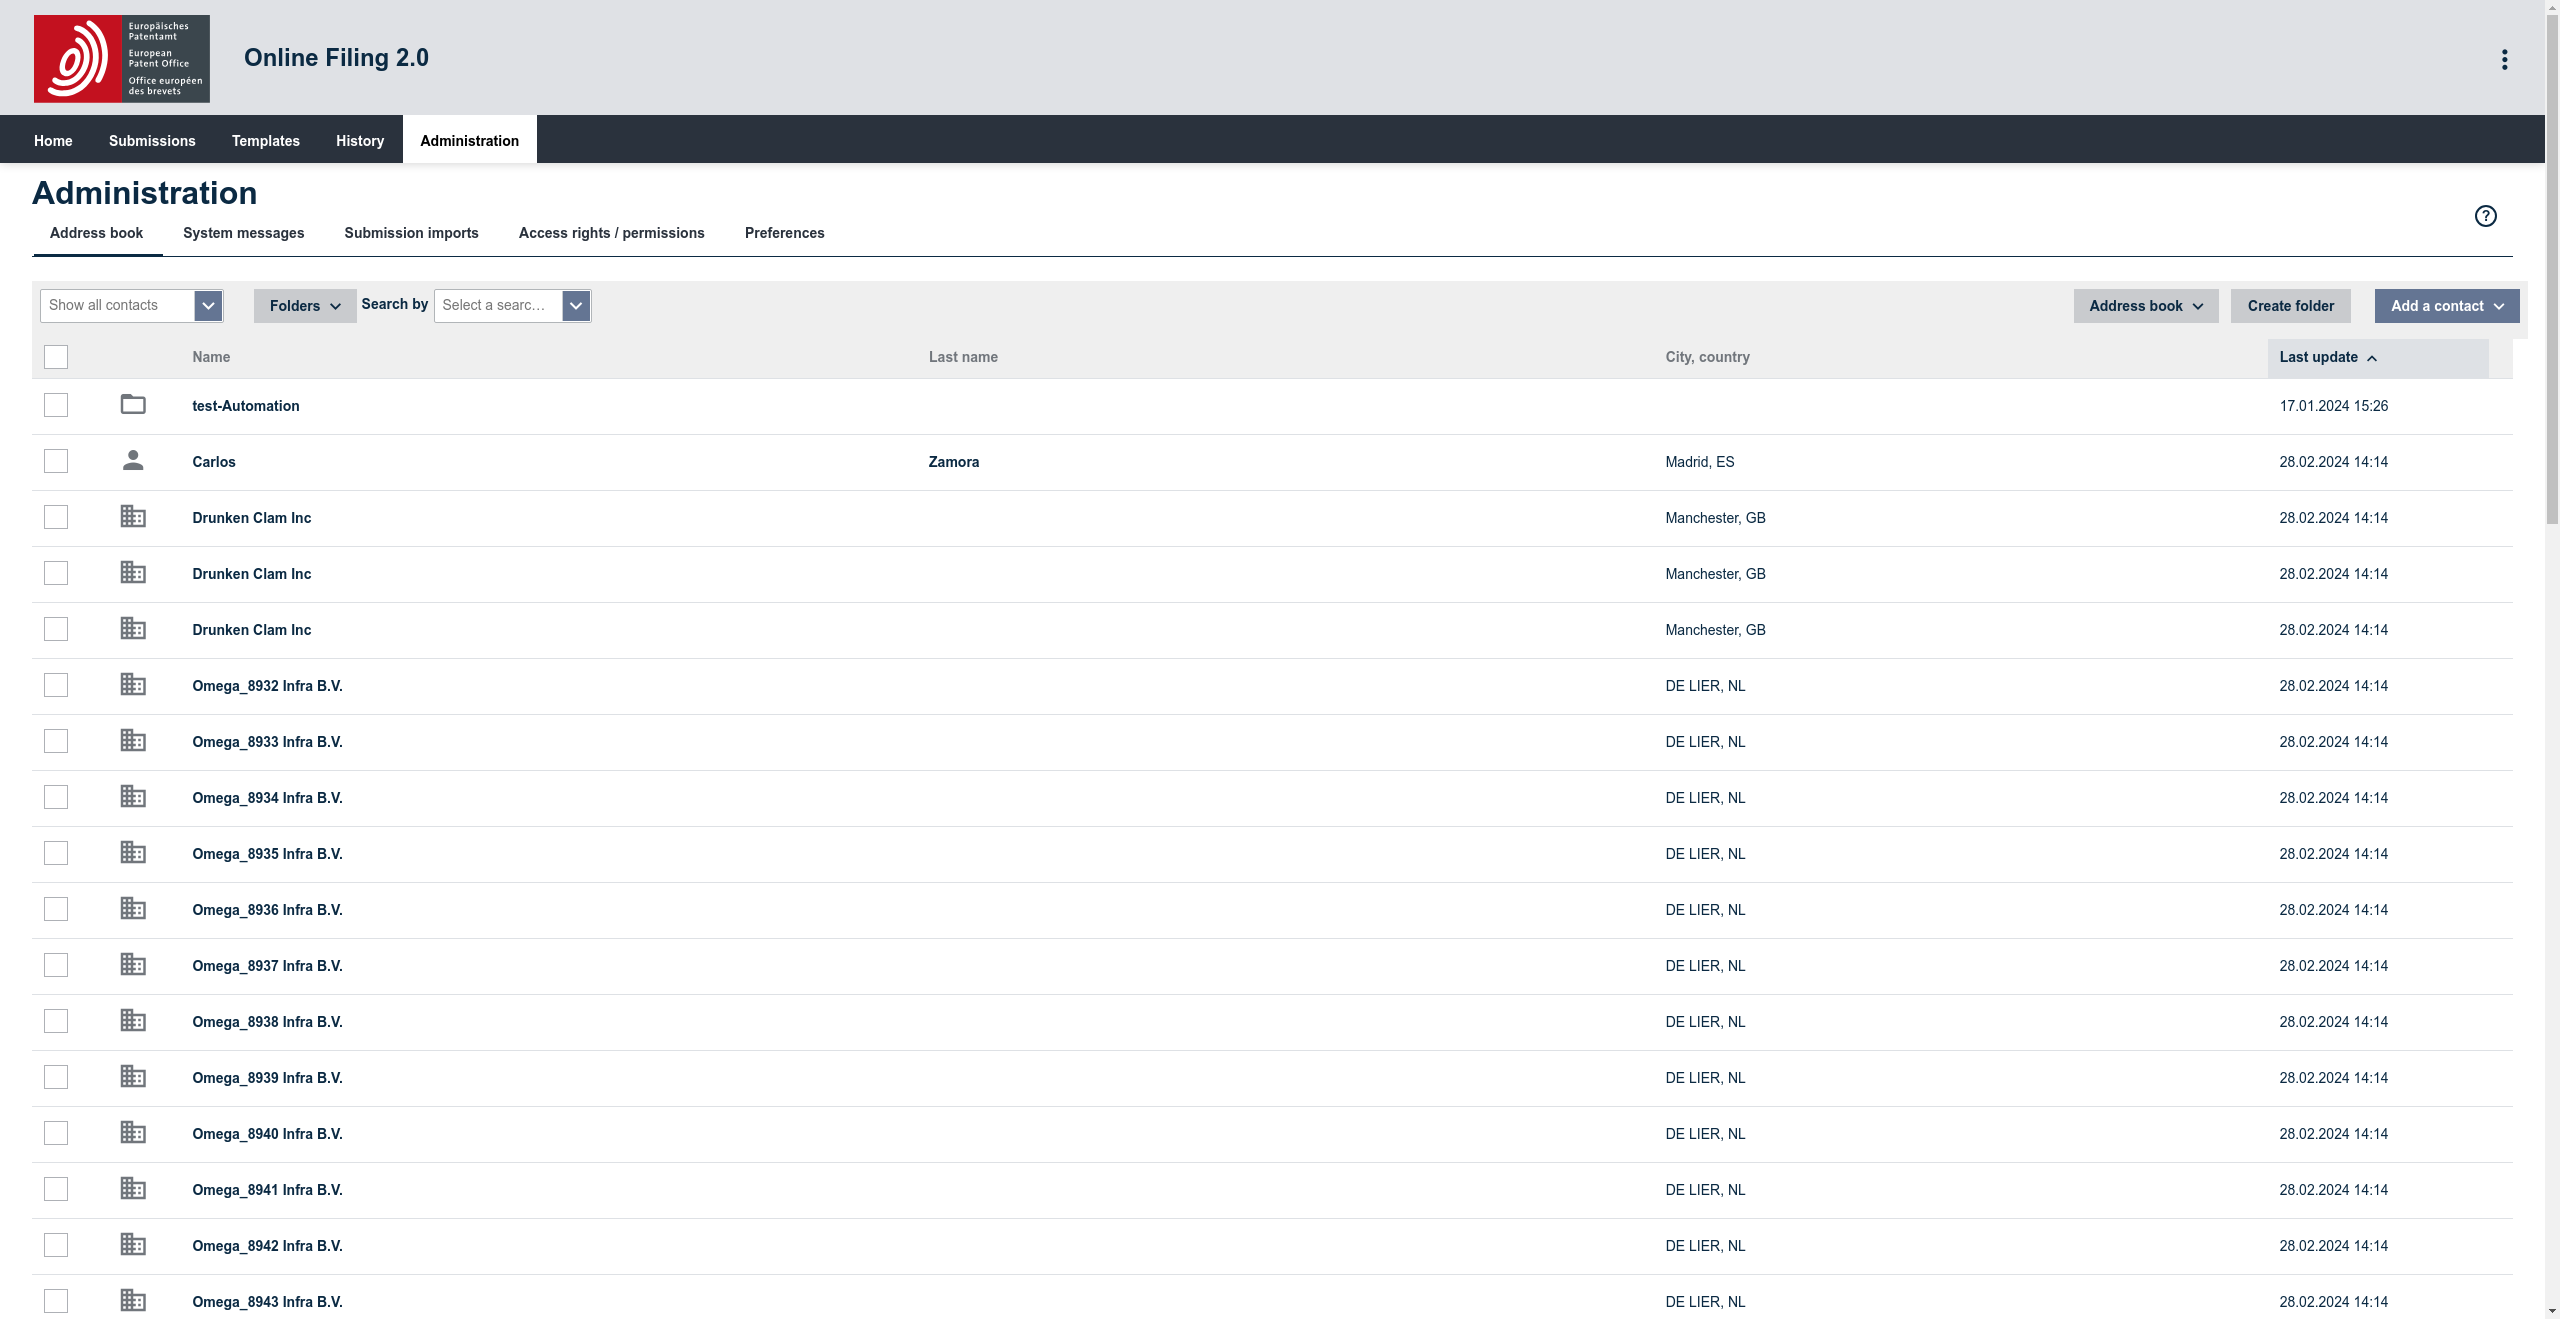 Europäisches
Patentamt
European
Patent Office
Office européen
des brevets
Online Filing 2.0
Home Submissions Templates History Administration
Administration
Address book System messages Submission imports Access rights / permissions Preferences
?
Show all contacts Folders Search by Select a searc... Address book Create folder Add a contact
Name Last name City, country Last update
test-Automation 17.01.2024 15:26
Carlos Zamora Madrid, ES 28.02.2024 14:14
Drunken Clam Inc Manchester, GB 28.02.2024 14:14
Drunken Clam Inc Manchester, GB 28.02.2024 14:14
Drunken Clam Inc Manchester, GB 28.02.2024 14:14
Omega_8932 Infra B.V. DE LIER, NL 28.02.2024 14:14
Omega_8933 Infra B.V. DE LIER, NL 28.02.2024 14:14
Omega_8934 Infra B.V. DE LIER, NL 28.02.2024 14:14
Omega_8935 Infra B.V. DE LIER, NL 28.02.2024 14:14
Omega_8936 Infra B.V. DE LIER, NL 28.02.2024 14:14
Omega_8937 Infra B.V. DE LIER, NL 28.02.2024 14:14
Omega_8938 Infra B.V. DE LIER, NL 28.02.2024 14:14
Omega_8939 Infra B.V. DE LIER, NL 28.02.2024 14:14
Omega_8940 Infra B.V. DE LIER, NL 28.02.2024 14:14
Omega_8941 Infra B.V. DE LIER, NL 28.02.2024 14:14
Omega_8942 Infra B.V. DE LIER, NL 28.02.2024 14:14
Omega_8943 Infra B.V. DE LIER, NL 28.02.2024 14:14